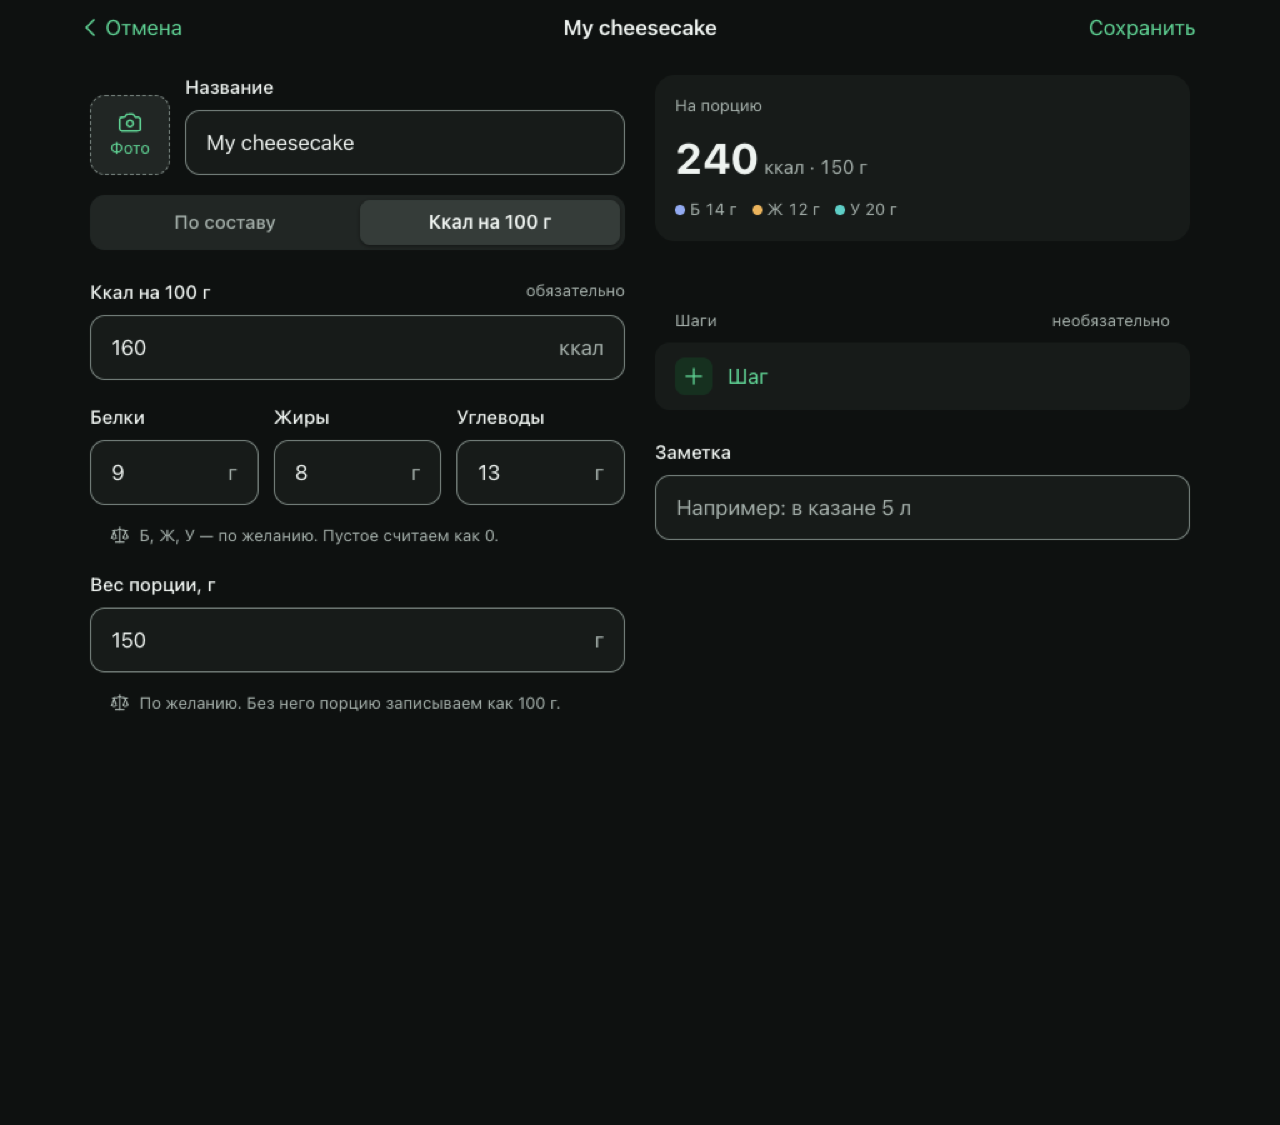 Отмена
My cheesecake
Сохранить
Фото
Название
My cheesecake
По составу
Ккал на 100 г
Ккал на 100 г
обязательно
160
ккал
Белки
Жиры
Углеводы
9 г
8 г
13 г
Б, Ж, У — по желанию. Пустое считаем как 0.
Вес порции, г
150 г
По желанию. Без него порцию записываем как 100 г.
На порцию
240 ккал · 150 г
Б 14 г
Ж 12 г
У 20 г
Шаги
необязательно
Шаг
Заметка
Например: в казане 5 л